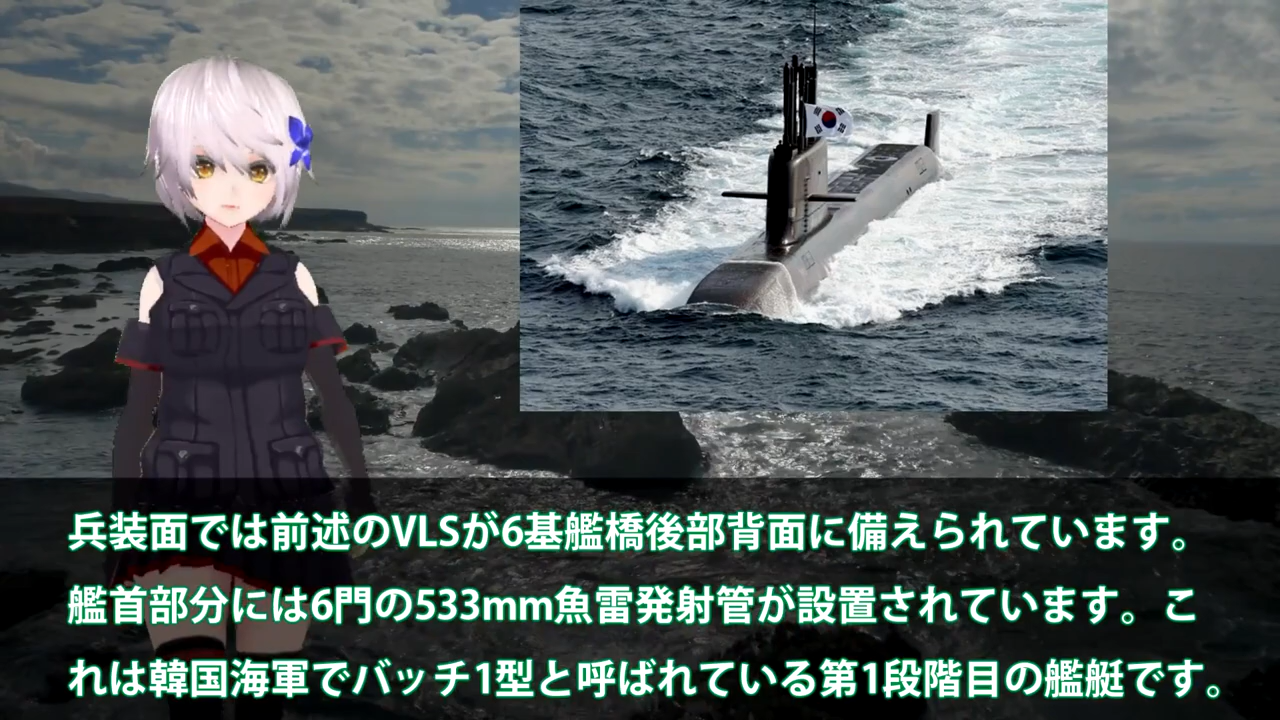 兵装面では前述のVLSが6基艦橋後部背面に備えられています。
艦首部分には6門の533mm魚雷発射管が設置されています。こ
れは韓国海軍でバッチ1型と呼ばれている第1段階目の艦艇です。